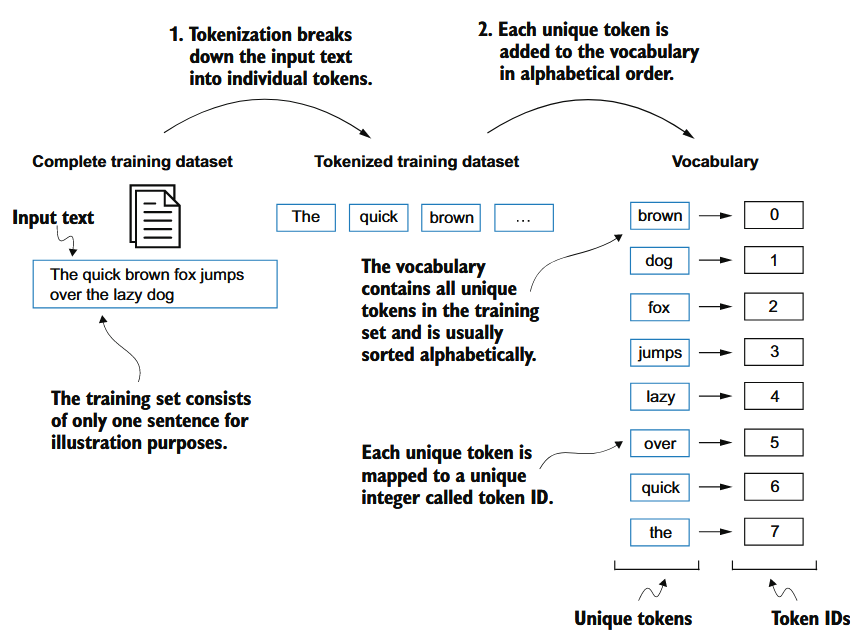 1. Tokenization breaks
down the input text
into individual tokens.
2. Each unique token is
added to the vocabulary
in alphabetical order.
Complete training dataset
Tokenized training dataset
Vocabulary
Input text
The quick brown fox jumps
over the lazy dog
The training set consists
of only one sentence for
illustration purposes.
The quick brown ...
The vocabulary
contains all unique
tokens in the training
set and is usually
sorted alphabetically.
Each unique token is
mapped to a unique
integer called token ID.
brown 0
dog 1
fox 2
jumps 3
lazy 4
over 5
quick 6
the 7
Unique tokens
Token IDs